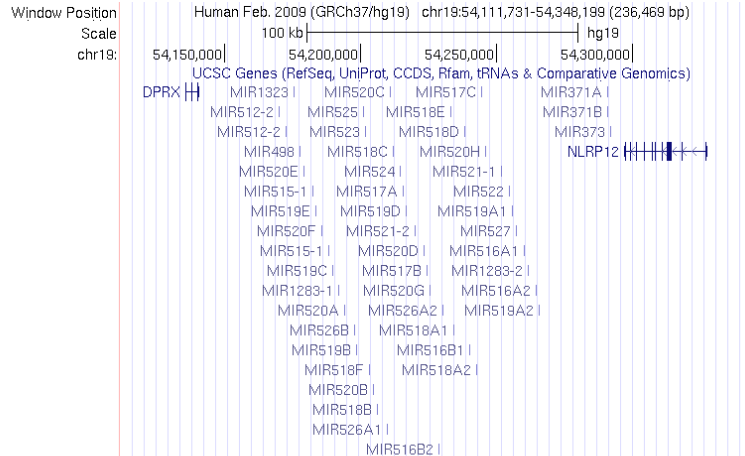 Window Position Human Feb. 2009 (GRCh37/hg19) chr19:54,111,731-54,348,199 (236,469 bp)
Scale 100 kb hg19
chr19: 54,150,000 54,200,000 54,250,000 54,300,000
UCSC Genes (RefSeq, UniProt, CCDS, Rfam, tRNAs & Comparative Genomics)
DPRX MIR1323 MIR520C MIR517C MIR371A
MIR512-2 MIR525 MIR518E MIR371B
MIR512-2 MIR523 MIR518D MIR373
MIR498 MIR518C MIR520H NLRP12
MIR520E MIR524 MIR521-1
MIR515-1 MIR517A MIR522
MIR519E MIR519D MIR519A1
MIR520F MIR521-2 MIR527
MIR515-1 MIR520D MIR516A1
MIR519C MIR517B MIR1283-2
MIR1283-1 MIR520G MIR516A2
MIR520A MIR526A2 MIR519A2
MIR526B MIR518A1
MIR519B MIR516B1
MIR518F MIR518A2
MIR520B
MIR518B
MIR526A1
MIR516B2